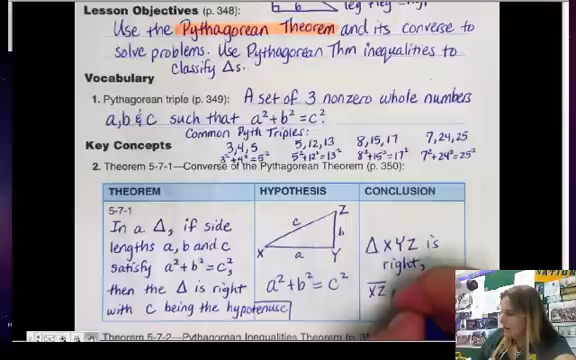 Lesson Objectives (p. 348)
b
Use the Pythagorean Theorem and its converse to
solve problems. Use Pythagorean Thm inequalities to
classify Δs.
Vocabulary
1. Pythagorean triple (p. 349): A set of 3 nonzero whole numbers
a, b & c such that a² + b² = c².
Common Pyth Triples:
Key Concepts
3, 4, 5 5, 12, 13 8, 15, 17 7, 24, 25
3² + 4² = 5² 5² + 12² = 13² 8² + 15² = 17² 7² + 24² = 25²
2. Theorem 5-7-1—Converse of the Pythagorean Theorem (p. 350):
THEOREM HYPOTHESIS CONCLUSION
5-7-1
In a Δ, if side
lengths a, b and c
satisfy a² + b² = c²,
then the Δ is right
with c being the hypotenuse
Z
c
b
X a Y
a² + b² = c²
Δ XYZ is
right,
XZ
Theorem 5-7-2—Pythagorean Inequalities Theorem